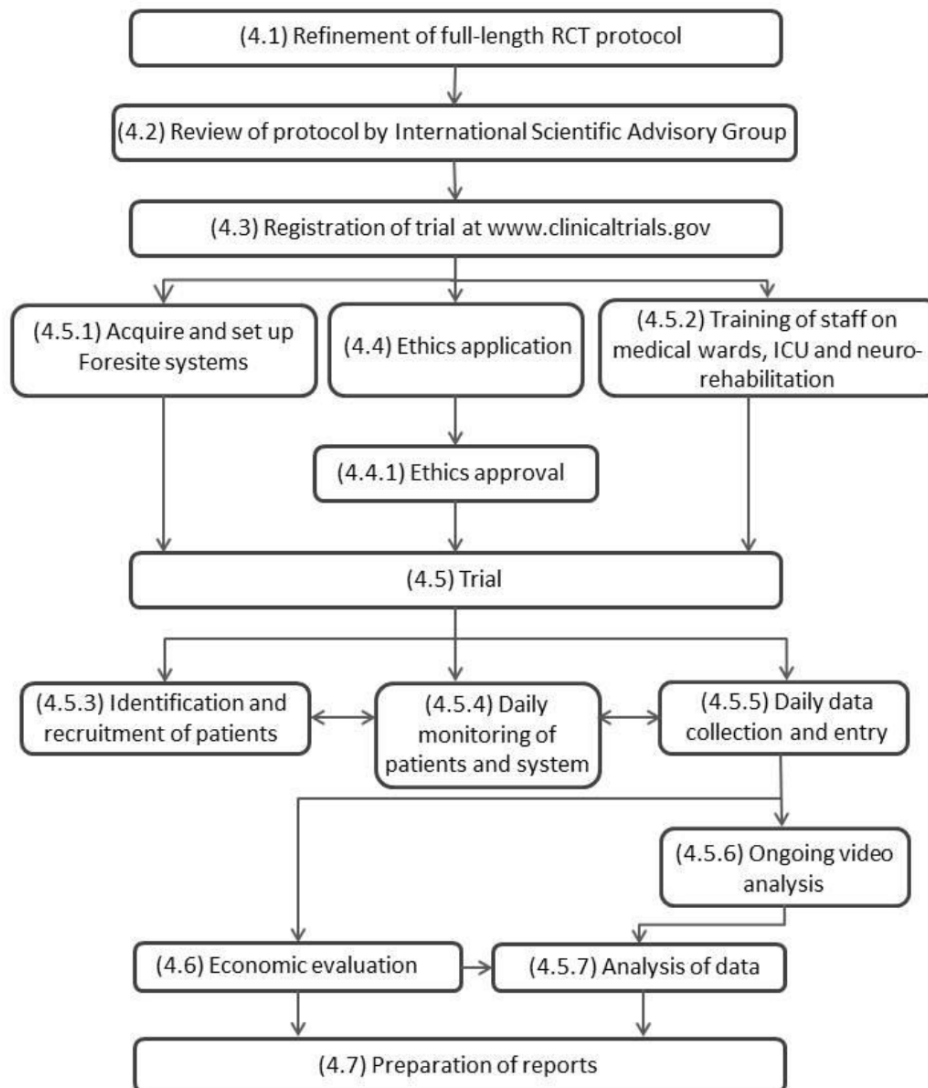 (4.1) Refinement of full-length RCT protocol
(4.2) Review of protocol by International Scientific Advisory Group
(4.3) Registration of trial at www.clinicaltrials.gov
(4.5.1) Acquire and set up
Foresite systems
(4.4) Ethics application
(4.5.2) Training of staff on
medical wards, ICU and neuro-
rehabilitation
(4.4.1) Ethics approval
(4.5) Trial
(4.5.3) Identification and
recruitment of patients
(4.5.4) Daily
monitoring of
patients and system
(4.5.5) Daily data
collection and entry
(4.5.6) Ongoing video
analysis
(4.6) Economic evaluation
(4.5.7) Analysis of data
(4.7) Preparation of reports